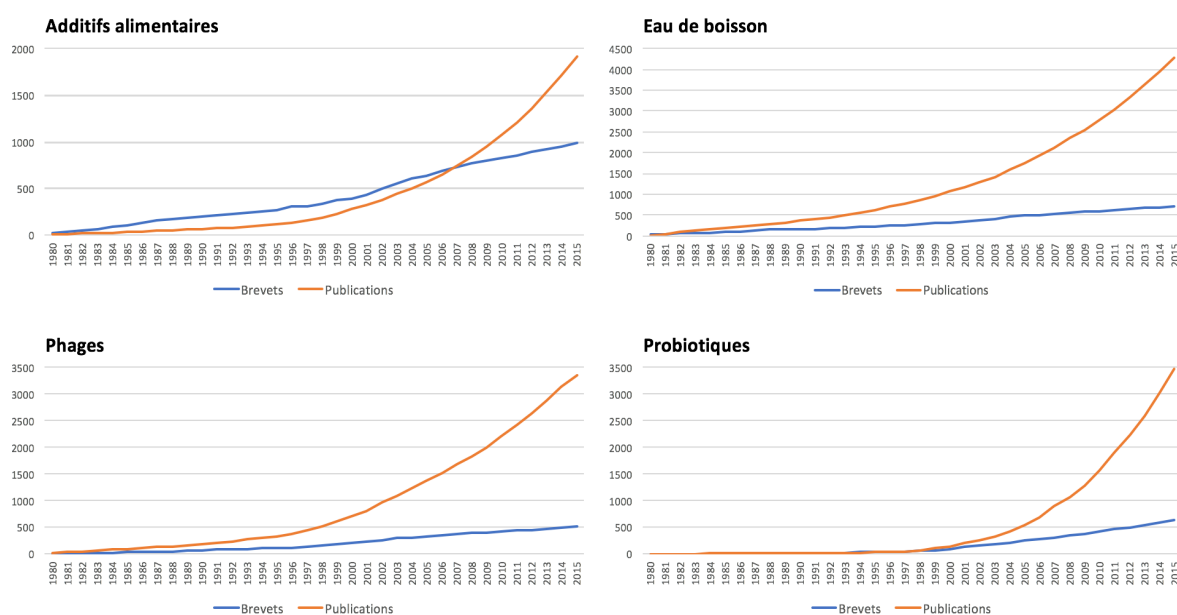 Additifs alimentaires
2000
1500
1000
500
0
1980 1981 1982 1983 1984 1985 1986 1987 1988 1989 1990 1991 1992 1993 1994 1995 1996 1997 1998 1999 2000 2001 2002 2003 2004 2005 2006 2007 2008 2009 2010 2011 2012 2013 2014 2015
Brevets Publications
Eau de boisson
4500
4000
3500
3000
2500
2000
1500
1000
500
0
1980 1981 1982 1983 1984 1985 1986 1987 1988 1989 1990 1991 1992 1993 1994 1995 1996 1997 1998 1999 2000 2001 2002 2003 2004 2005 2006 2007 2008 2009 2010 2011 2012 2013 2014 2015
Brevets Publications
Phages
3500
3000
2500
2000
1500
1000
500
0
1980 1981 1982 1983 1984 1985 1986 1987 1988 1989 1990 1991 1992 1993 1994 1995 1996 1997 1998 1999 2000 2001 2002 2003 2004 2005 2006 2007 2008 2009 2010 2011 2012 2013 2014 2015
Brevets Publications
Probiotiques
3500
3000
2500
2000
1500
1000
500
0
1980 1981 1982 1983 1984 1985 1986 1987 1988 1989 1990 1991 1992 1993 1994 1995 1996 1997 1998 1999 2000 2001 2002 2003 2004 2005 2006 2007 2008 2009 2010 2011 2012 2013 2014 2015
Brevets Publications